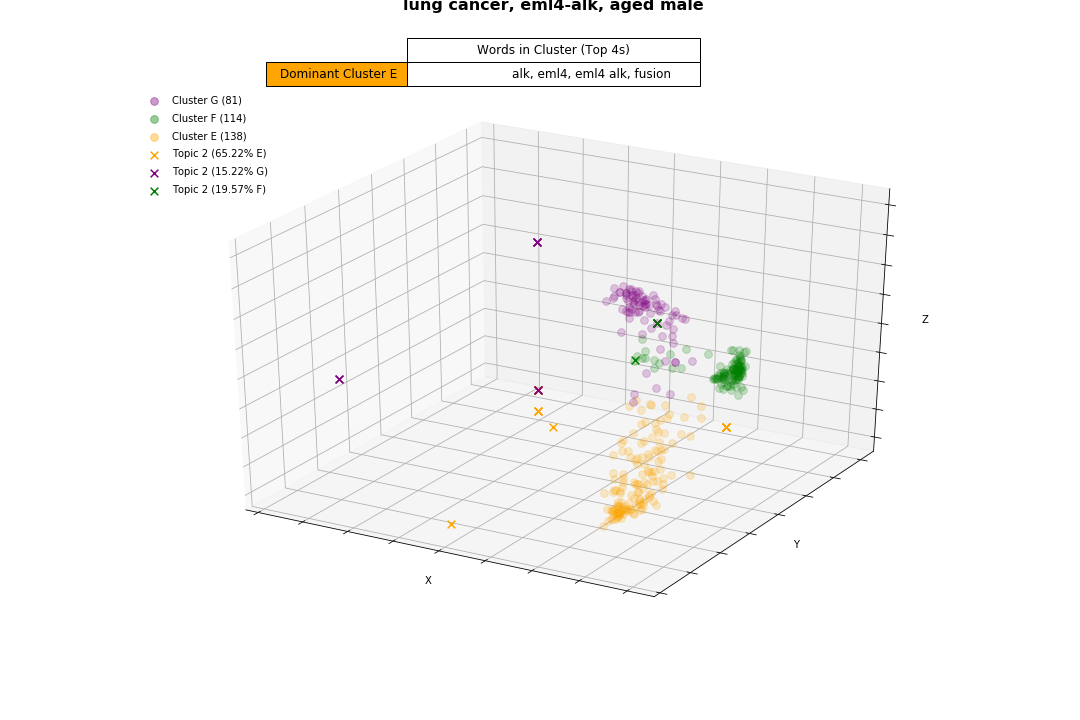 lung cancer, eml4-alk, aged male
Words in Cluster (Top 4s)
Dominant Cluster E alk, eml4, eml4 alk, fusion
Cluster G (81)
Cluster F (114)
Cluster E (138)
Topic 2 (65.22% E)
Topic 2 (15.22% G)
Topic 2 (19.57% F)
Z
Y
X